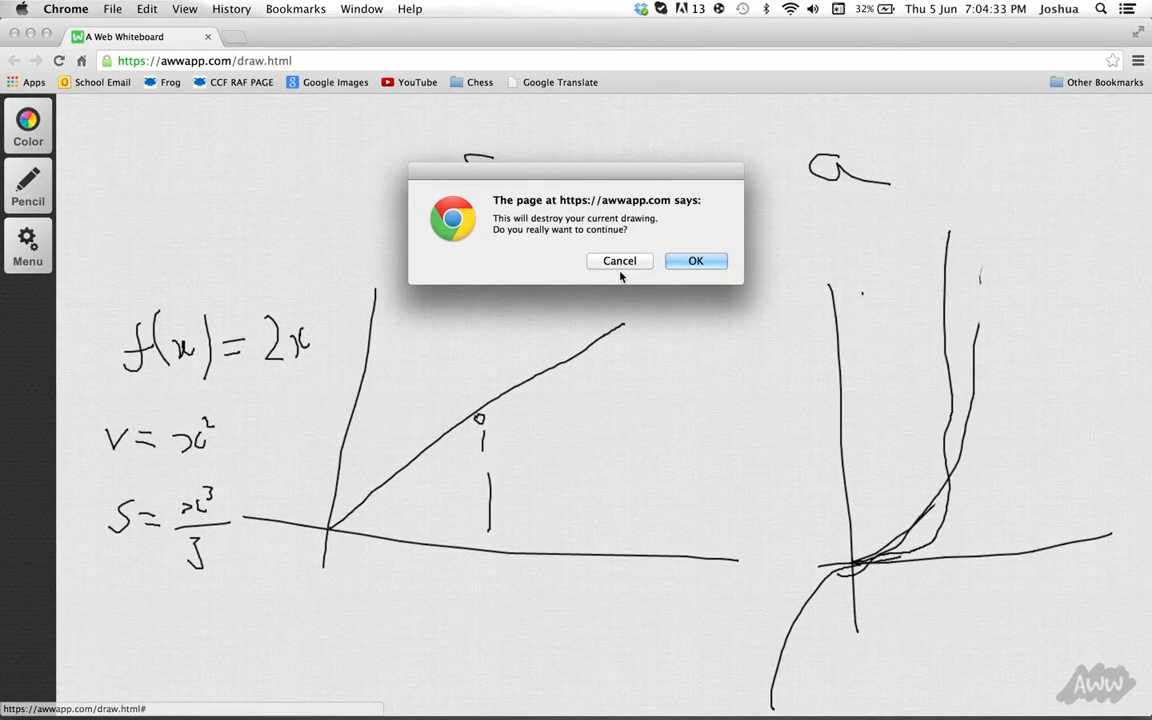 Chrome File Edit View History Bookmarks Window Help 13 32% Thu 5 Jun 7:04:33 PM Joshua
A Web Whiteboard
https://awwapp.com/draw.html
Apps School Email Frog CCF RAF PAGE Google Images YouTube Chess Google Translate Other Bookmarks
Color
Pencil
Menu
a
The page at https://awwapp.com says:
This will destroy your current drawing.
Do you really want to continue?
Cancel OK
f(x) = 2x
v = x²
s = x³/3
AWW
https://awwapp.com/draw.html#